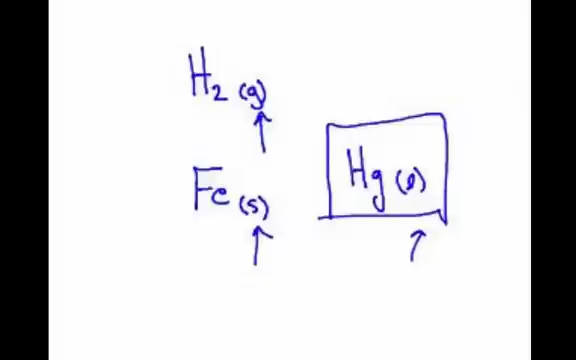 H₂ (g)
Fe (s)
Hg (l)